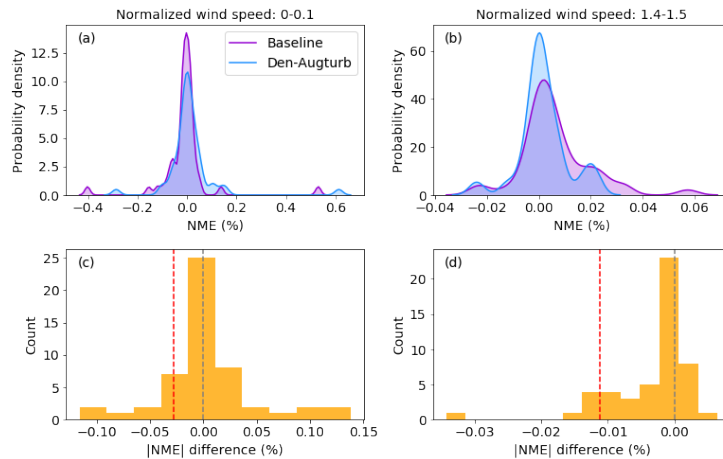 Normalized wind speed: 0-0.1
(a)
Baseline
Den-Augturb
Probability density
12.5
10.0
7.5
5.0
2.5
0.0
−0.4 −0.2 0.0 0.2 0.4 0.6
NME (%)
Normalized wind speed: 1.4-1.5
(b)
Probability density
60
40
20
0
−0.04 −0.02 0.00 0.02 0.04 0.06
NME (%)
(c)
Count
25
20
15
10
5
0
−0.10 −0.05 0.00 0.05 0.10 0.15
|NME| difference (%)
(d)
Count
20
15
10
5
0
−0.03 −0.02 −0.01 0.00
|NME| difference (%)